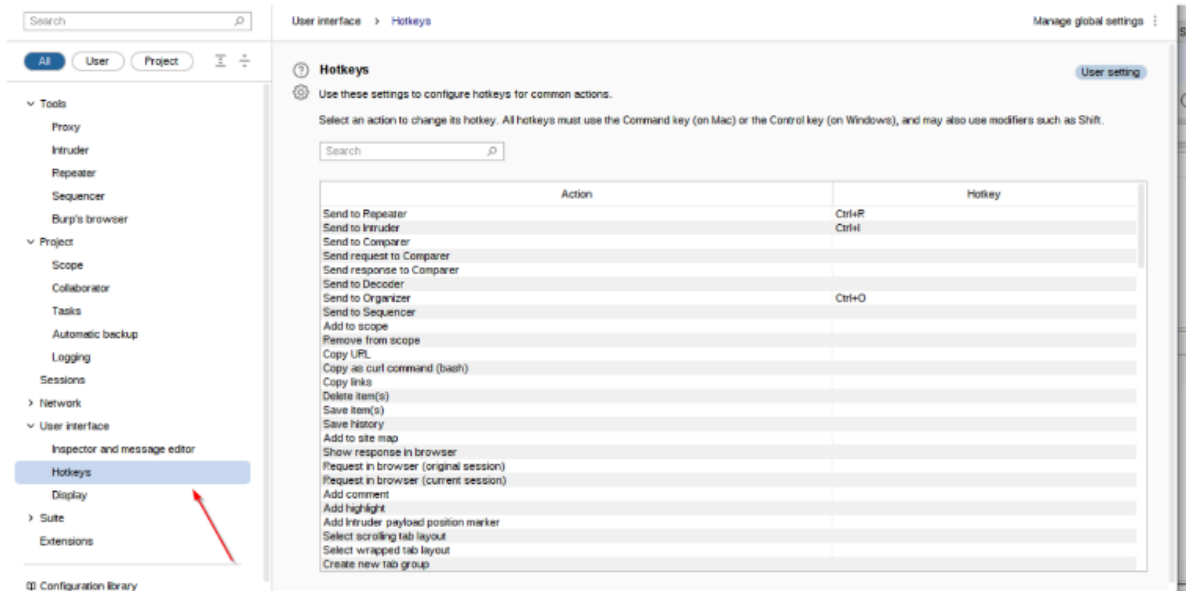 Search
All
User
Project
Tools
Proxy
Intruder
Repeater
Sequencer
Burp's browser
Project
Scope
Collaborator
Tasks
Automatic backup
Logging
Sessions
Network
User interface
Inspector and message editor
Hotkeys
Display
Suite
Extensions
Configuration library
User interface > Hotkeys
Manage global settings
Hotkeys
User setting
Use these settings to configure hotkeys for common actions.
Select an action to change its hotkey. All hotkeys must use the Command key (on Mac) or the Control key (on Windows), and may also use modifiers such as Shift.
Search
Action Hotkey
Send to Repeater Ctrl+R
Send to Intruder Ctrl+I
Send to Comparer
Send request to Comparer
Send response to Comparer
Send to Decoder
Send to Organizer Ctrl+O
Send to Sequencer
Add to scope
Remove from scope
Copy URL
Copy as curl command (bash)
Copy links
Delete item(s)
Save item(s)
Save history
Add to site map
Show response in browser
Request in browser (original session)
Request in browser (current session)
Add comment
Add highlight
Add Intruder payload position marker
Select scrolling tab layout
Select wrapped tab layout
Create new tab group